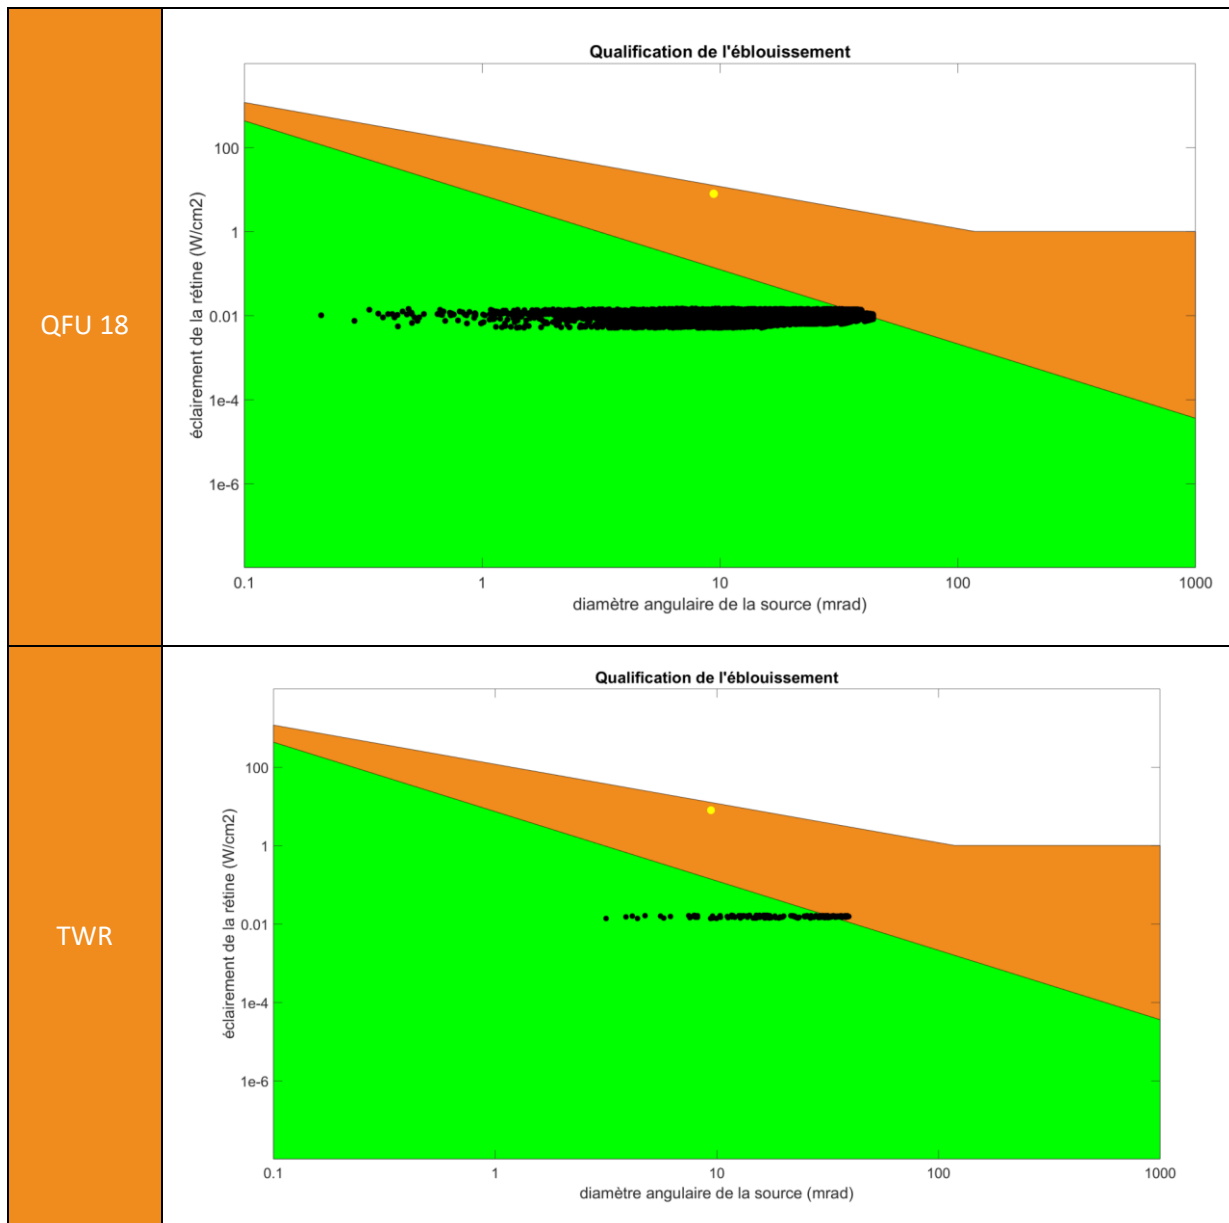 QFU 18
Qualification de l'éblouissement
éclairement de la rétine (W/cm2)
100
1
0.01
1e-4
1e-6
0.1 1 10 100 1000
diamètre angulaire de la source (mrad)
TWR
Qualification de l'éblouissement
éclairement de la rétine (W/cm2)
100
1
0.01
1e-4
1e-6
0.1 1 10 100 1000
diamètre angulaire de la source (mrad)